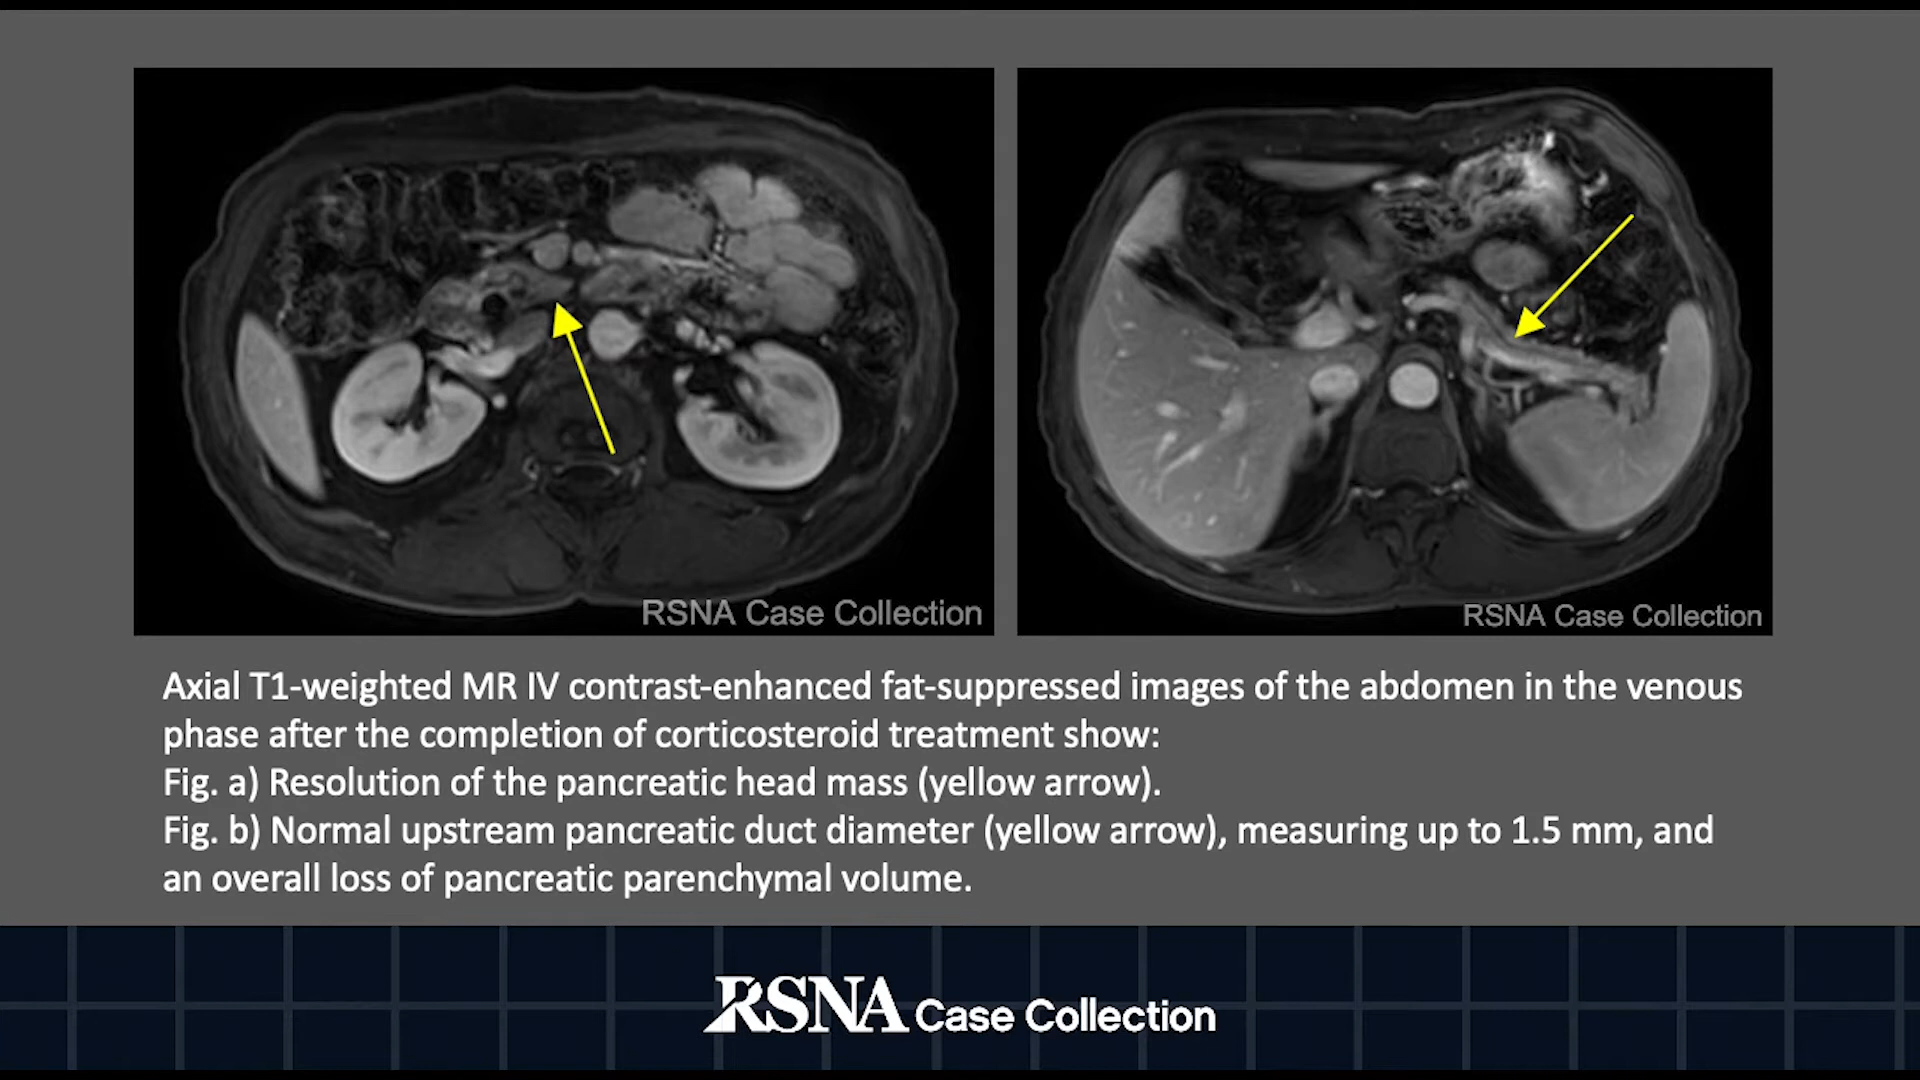 RSNA Case Collection
RSNA Case Collection
Axial T1-weighted MR IV contrast-enhanced fat-suppressed images of the abdomen in the venous
phase after the completion of corticosteroid treatment show:
Fig. a) Resolution of the pancreatic head mass (yellow arrow).
Fig. b) Normal upstream pancreatic duct diameter (yellow arrow), measuring up to 1.5 mm, and
an overall loss of pancreatic parenchymal volume.
RSNA Case Collection